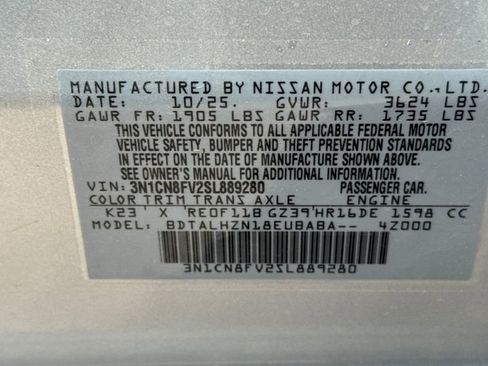 MANUFACTURED BY NISSAN MOTOR CO.,LTD.
DATE: 10/25. GVWR: 3624 LBS
GAWR FR: 1905 LBS GAWR RR: 1735 LBS
THIS VEHICLE CONFORMS TO ALL APPLICABLE FEDERAL MOTOR
VEHICLE SAFETY, BUMPER, AND THEFT PREVENTION STANDARDS
IN EFFECT ON THE DATE OF MANUFACTURE SHOWN ABOVE.
SEE OWNER'S MANUAL FOR ADDITIONAL INFORMATION.
VIN: 3N1CN8FV2SL889280 PASSENGER CAR.
COLOR TRIM TRANS AXLE ENGINE
K23' X 'RE0F11B GZ39'HR16DE 1598 CC
MODEL: BDTALHZN18EUBABA-- 4Z000
3N1CN8FV2SL889280